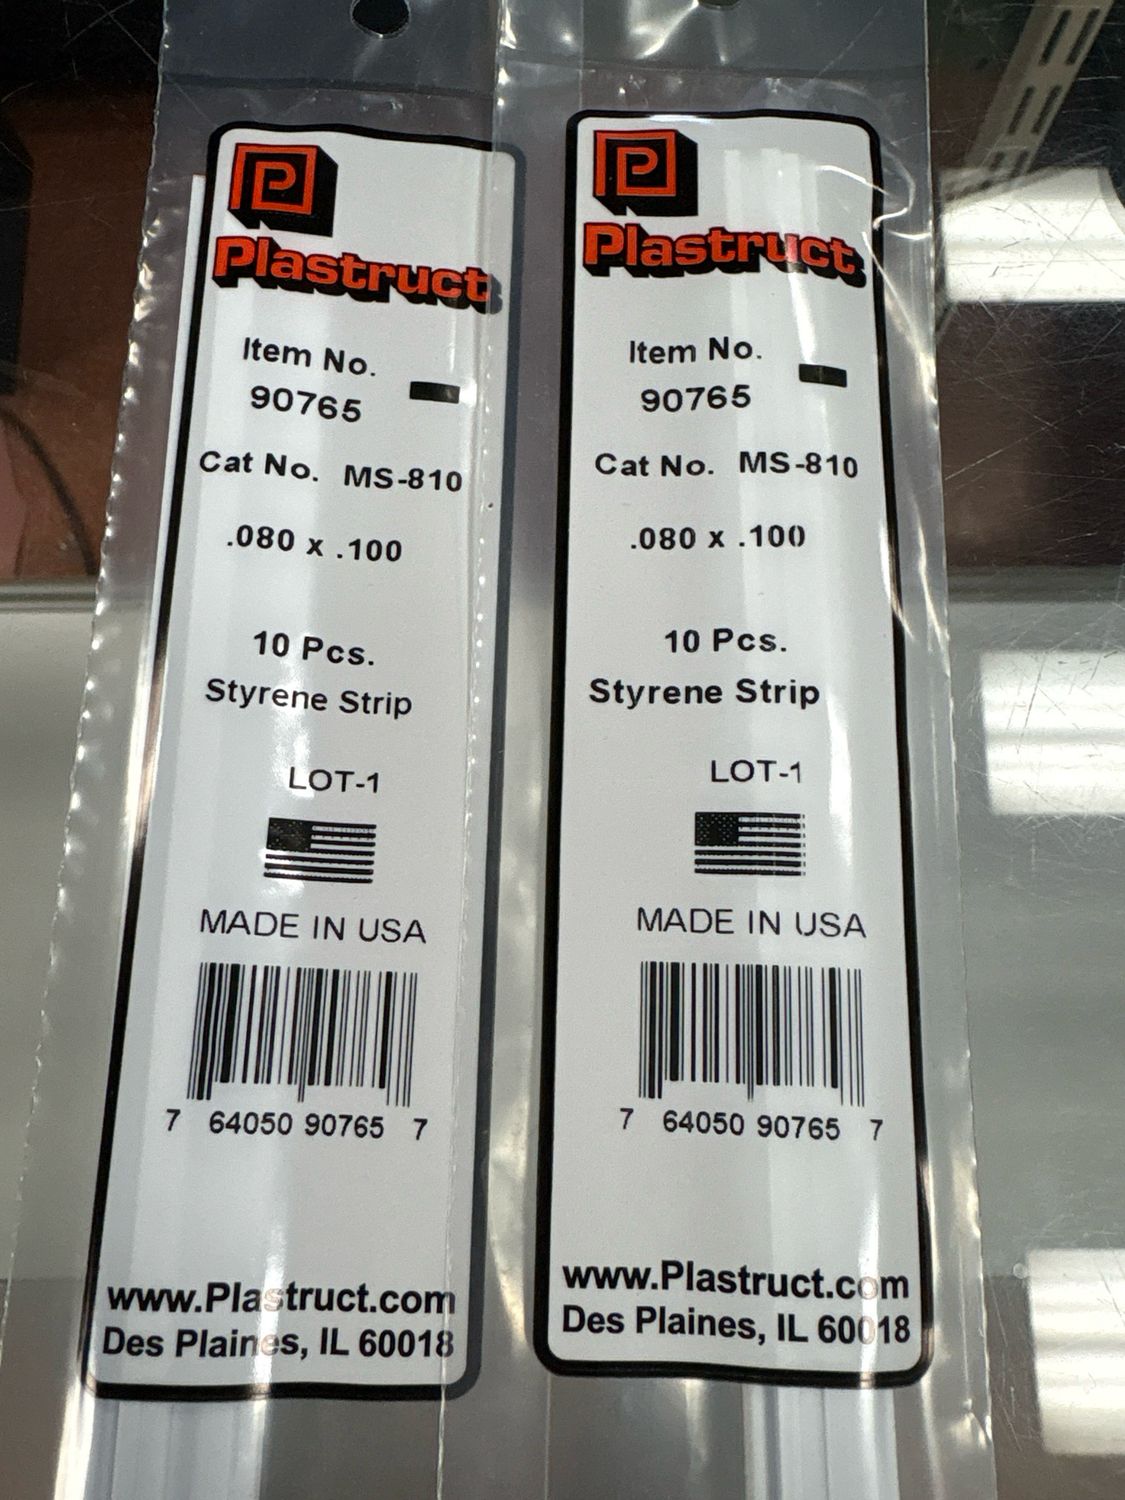 P
Plastruct
Item No.
90765
Cat No. MS-810
.080 x .100
10 Pcs.
Styrene Strip
LOT-1
MADE IN USA
7 64050 90765 7
www.Plastruct.com
Des Plaines, IL 60018
P
Plastruct
Item No.
90765
Cat No. MS-810
.080 x .100
10 Pcs.
Styrene Strip
LOT-1
MADE IN USA
7 64050 90765 7
www.Plastruct.com
Des Plaines, IL 60018